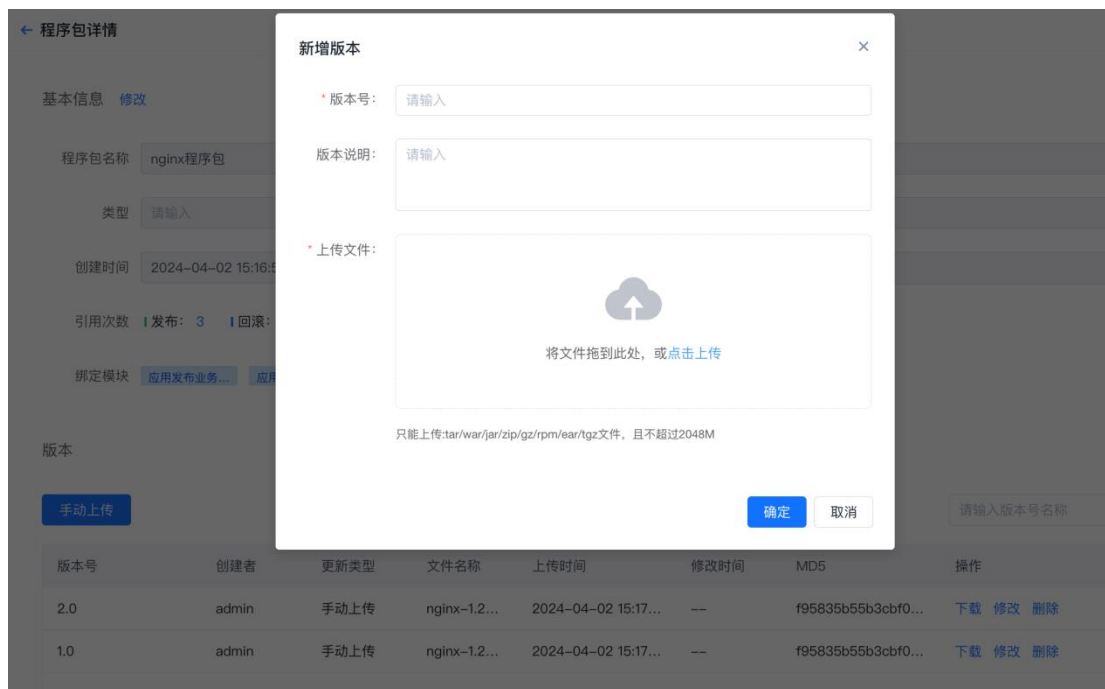 ← 程序包详情
基本信息 修改
程序包名称 nginx程序包
类型 请输入
创建时间 2024-04-02 15:16:5
引用次数 发布： 3 回滚：
绑定模块 应用发布业务... 应用
新增版本 ×
* 版本号： 请输入
版本说明： 请输入
* 上传文件：
将文件拖到此处，或点击上传
只能上传:tar/war/jar/zip/gz/rpm/ear/tgz文件，且不超过2048M
确定 取消
版本
手动上传 请输入版本号名称
版本号 创建者 更新类型 文件名称 上传时间 修改时间 MD5 操作
2.0 admin 手动上传 nginx-1.2... 2024-04-02 15:17... -- f95835b55b3cbf0... 下载 修改 删除
1.0 admin 手动上传 nginx-1.2... 2024-04-02 15:17... -- f95835b55b3cbf0... 下载 修改 删除